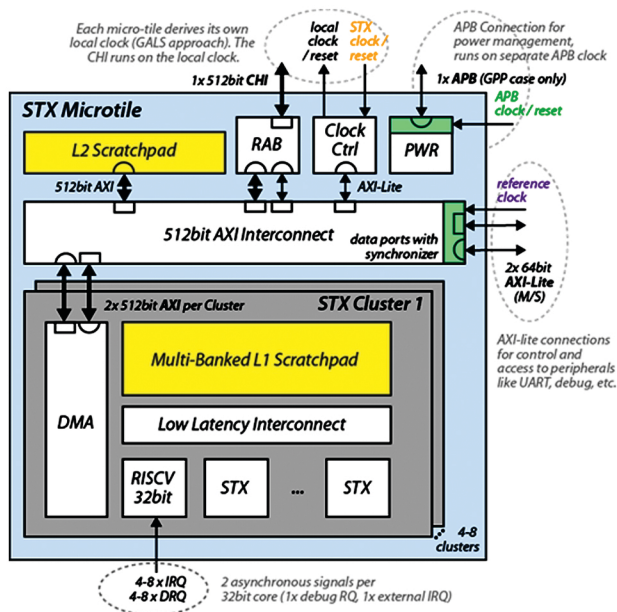 Each micro-tile derives its own
local clock (GALS approach). The
CHI runs on the local clock.
local
clock
/ reset
STX
clock /
reset
APB Connection for
power management,
runs on separate APB clock
1x 512bit CHI
1x APB (GPP case only)
STX Microtile
APB
clock / reset
L2 Scratchpad
RAB
Clock
Ctrl
PWR
512bit AXI
AXI-Lite
reference
clock
512bit AXI Interconnect
data ports with
synchronizer
2x 64bit
AXI-Lite
(M/S)
2x 512bit AXI per Cluster
STX Cluster 1
AXI-lite connections
for control and
access to peripherals
like UART, debug, etc.
Multi-Banked L1 Scratchpad
DMA
Low Latency Interconnect
RISCV
32bit
STX
...
STX
4-8
clusters
4-8 x IRQ
4-8 x DRQ
2 asynchronous signals per
32bit core (1x debug RQ, 1x external IRQ)